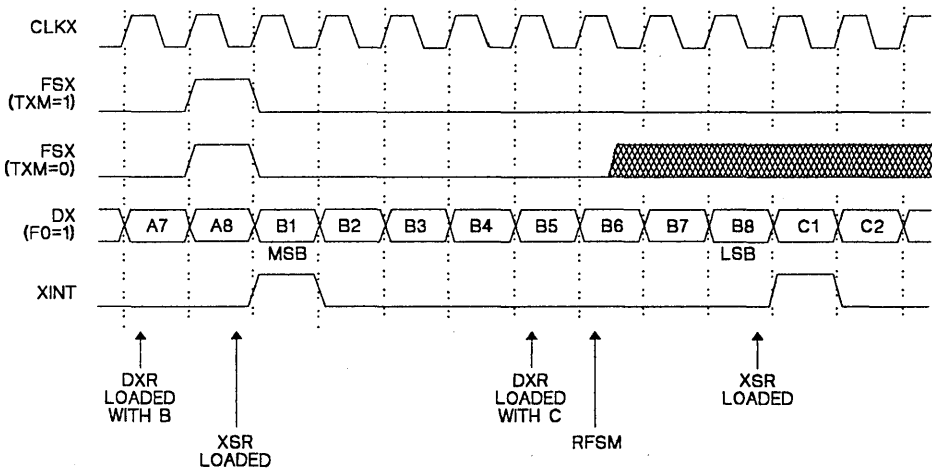 CLKX
FSX
(TXM=1)
FSX
(TXM=0)
DX
(F0=1)
A7 A8 B1 B2 B3 B4 B5 B6 B7 B8 C1 C2
MSB LSB
XINT
DXR
LOADED
WITH B
XSR
LOADED
DXR
LOADED
WITH C
RFSM
XSR
LOADED